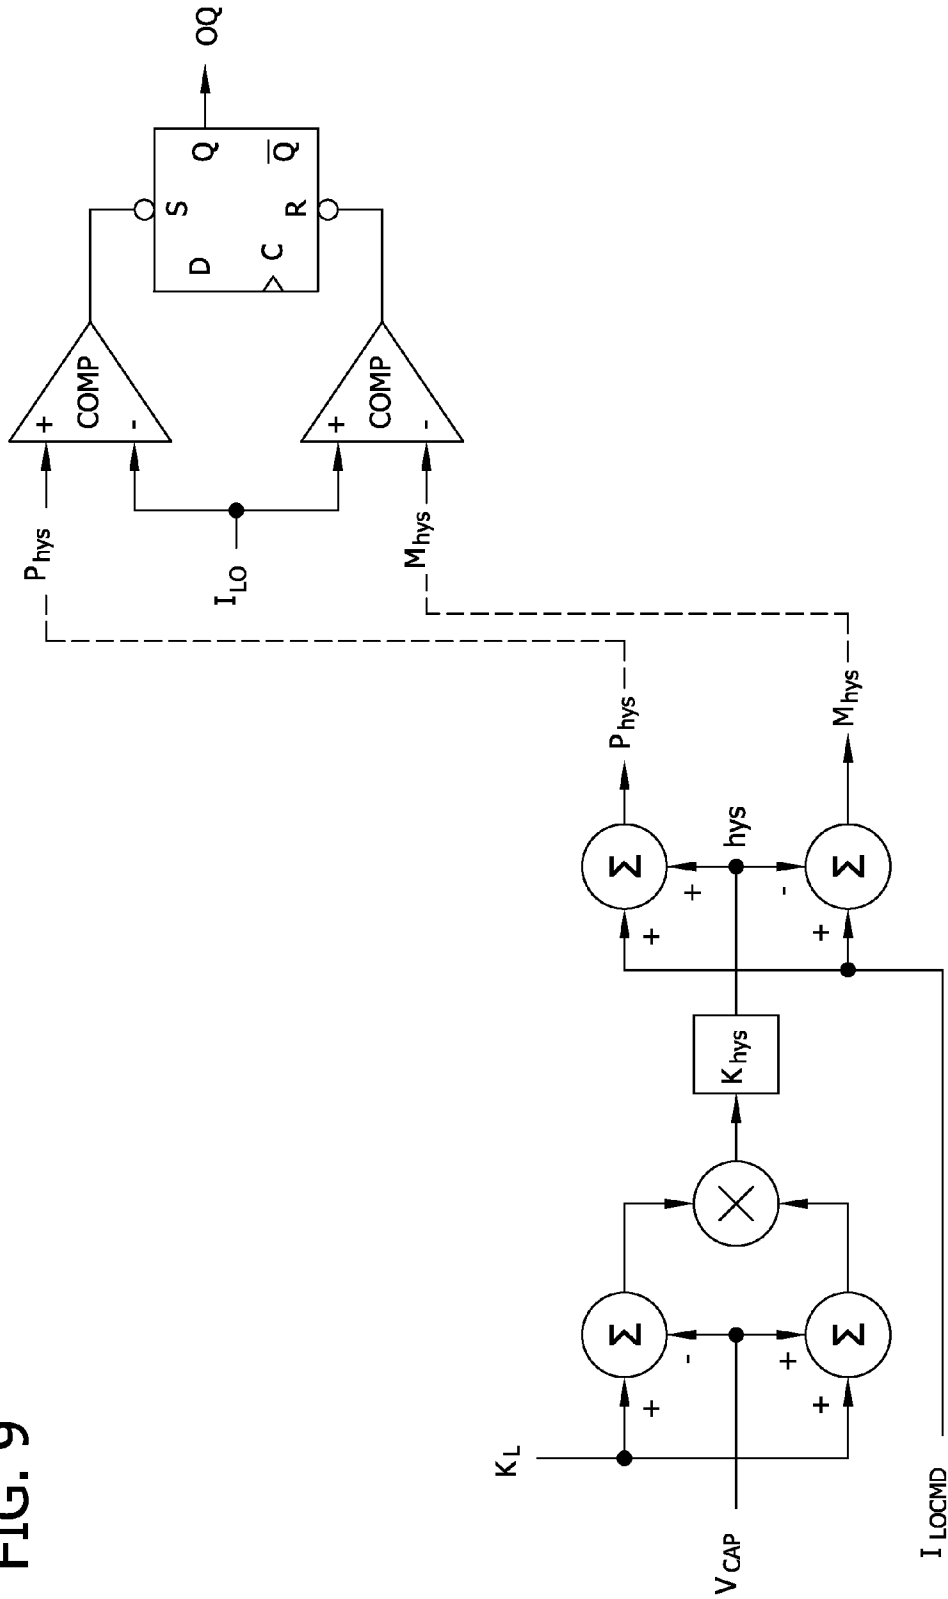 FIG. 9
K_L
V_CAP
I_LOCMD
+
-
+
+
Σ
Σ
×
K_hys
hys
+
+
-
+
Σ
Σ
P_hys
M_hys
P_hys
I_LO
M_hys
+
-
COMP
+
-
COMP
D
S
Q
C
R
Q̅
OQ